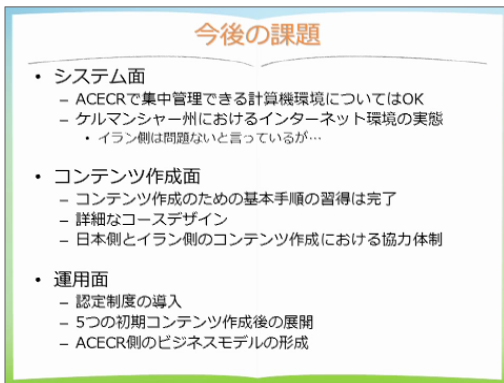 今後の課題
• システム面
– ACECRで集中管理できる計算機環境についてはOK
– ケルマンシャー州におけるインターネット環境の実態
• イラン側は問題ないと言っているが…
• コンテンツ作成面
– コンテンツ作成のための基本手順の習得は完了
– 詳細なコースデザイン
– 日本側とイラン側のコンテンツ作成における協力体制
• 運用面
– 認定制度の導入
– 5つの初期コンテンツ作成後の展開
– ACECR側のビジネスモデルの形成